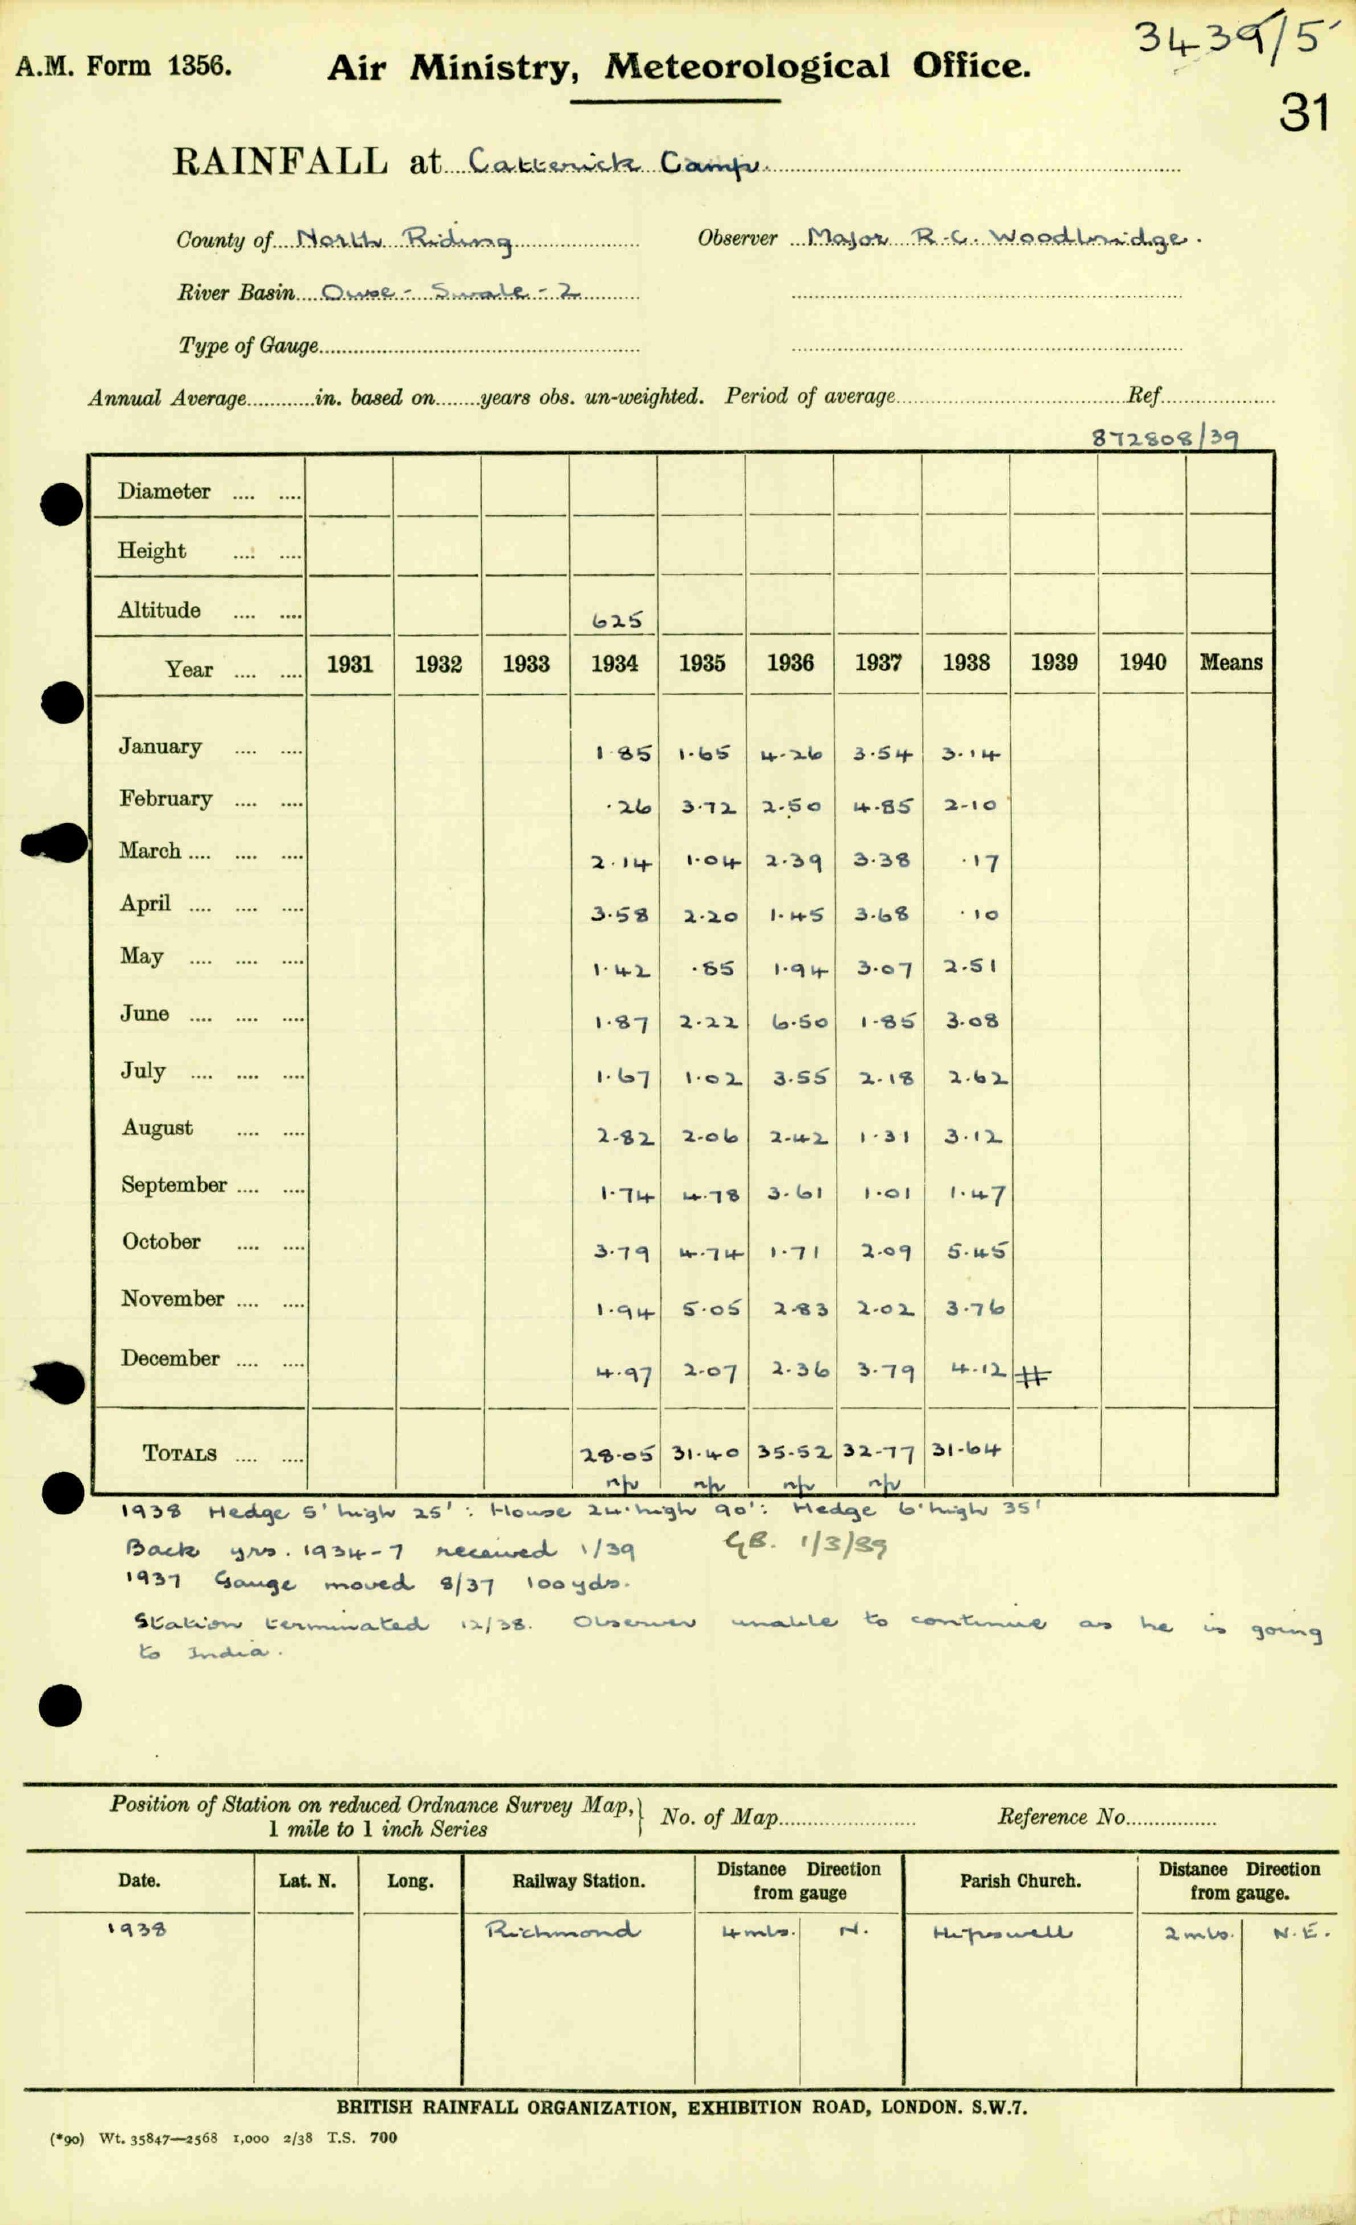 3439/5
A.M. Form 1356. Air Ministry, Meteorological Office.
31
RAINFALL at Catterick Camp.
County of North Riding Observer Major R.C. Woodbridge.
River Basin Ouse - Swale - 2
Type of Gauge
Annual Average in. based on years obs. un-weighted. Period of average Ref
872808/39
Diameter
Height
Altitude 625
Year 1931 1932 1933 1934 1935 1936 1937 1938 1939 1940 Means
January 1.85 1.65 4.26 3.54 3.14
February .26 3.72 2.50 4.85 2.10
March 2.14 1.04 2.39 3.38 .17
April 3.58 2.20 1.45 3.68 .10
May 1.42 .85 1.94 3.07 2.51
June 1.87 2.22 6.50 1.85 3.08
July 1.67 1.02 3.55 2.18 2.62
August 2.82 2.06 2.42 1.31 3.12
September 1.74 4.78 3.61 1.01 1.47
October 3.79 4.74 1.71 2.09 5.45
November 1.94 5.05 2.83 2.02 3.76
December 4.97 2.07 2.36 3.79 4.12 #
TOTALS 28.05 31.40 35.52 32.77 31.64
n/p n/p n/p n/p
1938 Hedge 5' high 25' : House 24' high 90' : Hedge 6' high 35'
Back yrs. 1934-7 received 1/39 GB. 1/3/39
1937 Gauge moved 8/37 100yds.
Station terminated 12/38. Observer unable to continue as he is going
to India.
Position of Station on reduced Ordnance Survey Map, 1 mile to 1 inch Series } No. of Map Reference No.
Date. Lat. N. Long. Railway Station. Distance Direction from gauge Parish Church. Distance Direction from gauge.
1938 Richmond 4 mls. N. Hipswell 2 mls. N.E.
BRITISH RAINFALL ORGANIZATION, EXHIBITION ROAD, LONDON. S.W.7.
(*90) Wt. 35847—2568 1,000 2/38 T.S. 700